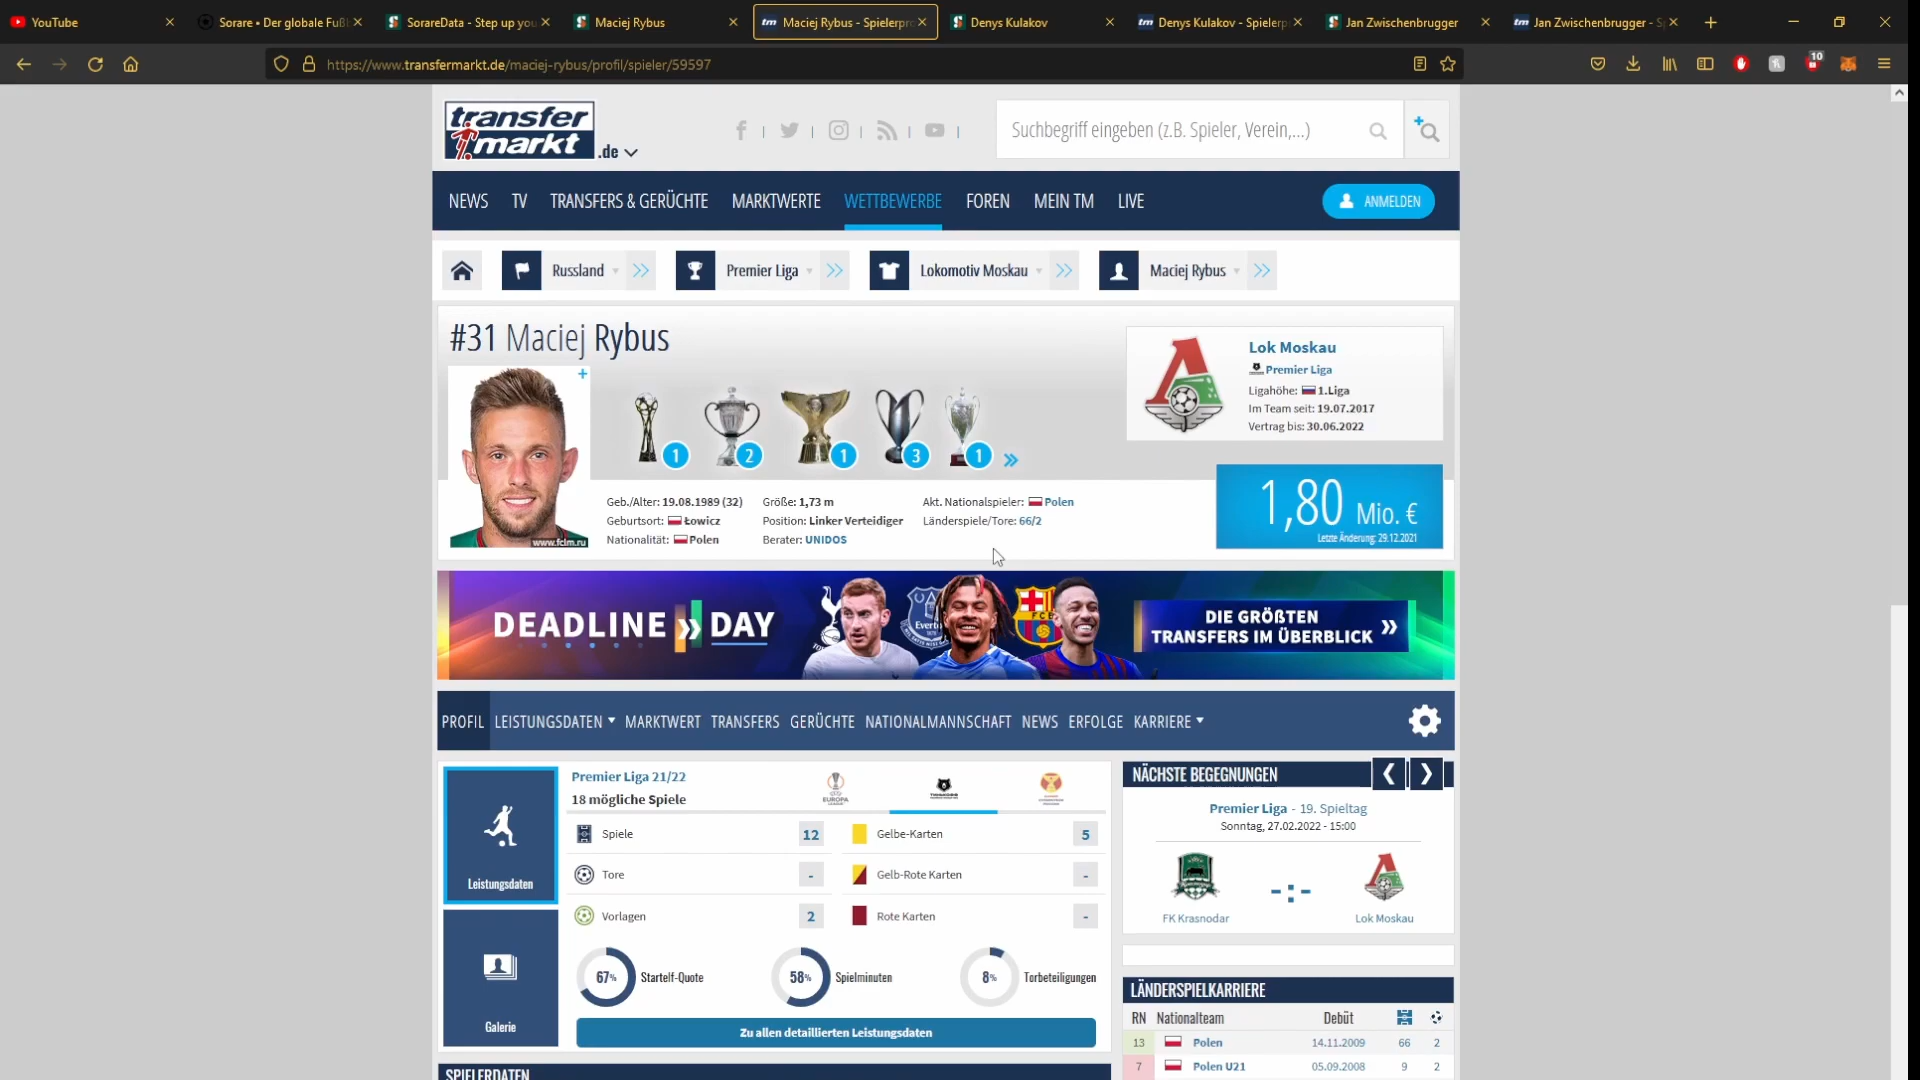 YouTube
Sorare • Der globale Fußb
SorareData - Step up you
Maciej Rybus
Maciej Rybus - Spielerpro
Denys Kulakov
Denys Kulakov - Spielerp
Jan Zwischenbrugger
Jan Zwischenbrugger - S
https://www.transfermarkt.de/maciej-rybus/profil/spieler/59597
10
transfer
markt
.de
Suchbegriff eingeben (z.B. Spieler, Verein,...)
NEWS TV TRANSFERS & GERÜCHTE MARKTWERTE WETTBEWERBE FOREN MEIN TM LIVE
ANMELDEN
Russland
Premier Liga
Lokomotiv Moskau
Maciej Rybus
#31 Maciej Rybus
Lok Moskau
Premier Liga
Ligahöhe: 1.Liga
Im Team seit: 19.07.2017
Vertrag bis: 30.06.2022
1 2 1 3 1
www.fclm.ru
Geb./Alter: 19.08.1989 (32)
Geburtsort: Łowicz
Nationalität: Polen
Größe: 1,73 m
Position: Linker Verteidiger
Berater: UNIDOS
Akt. Nationalspieler: Polen
Länderspiele/Tore: 66/2
1,80 Mio. €
Letzte Änderung: 29.12.2021
DEADLINE DAY
DIE GRÖSSTEN
TRANSFERS IM ÜBERBLICK
PROFIL LEISTUNGSDATEN MARKTWERT TRANSFERS GERÜCHTE NATIONALMANNSCHAFT NEWS ERFOLGE KARRIERE
Leistungsdaten
Galerie
Premier Liga 21/22
18 mögliche Spiele
EUROPA
Spiele 12
Gelbe-Karten 5
Tore -
Gelb-Rote Karten -
Vorlagen 2
Rote Karten -
67% Startelf-Quote
58% Spielminuten
8% Torbeteiligungen
Zu allen detaillierten Leistungsdaten
SPIELERDATEN
NÄCHSTE BEGEGNUNGEN
Premier Liga - 19. Spieltag
Sonntag, 27.02.2022 - 15:00
-:-
FK Krasnodar
Lok Moskau
LÄNDERSPIELKARRIERE
RN Nationalteam Debüt
13 Polen 14.11.2009 66 2
7 Polen U21 05.09.2008 9 2